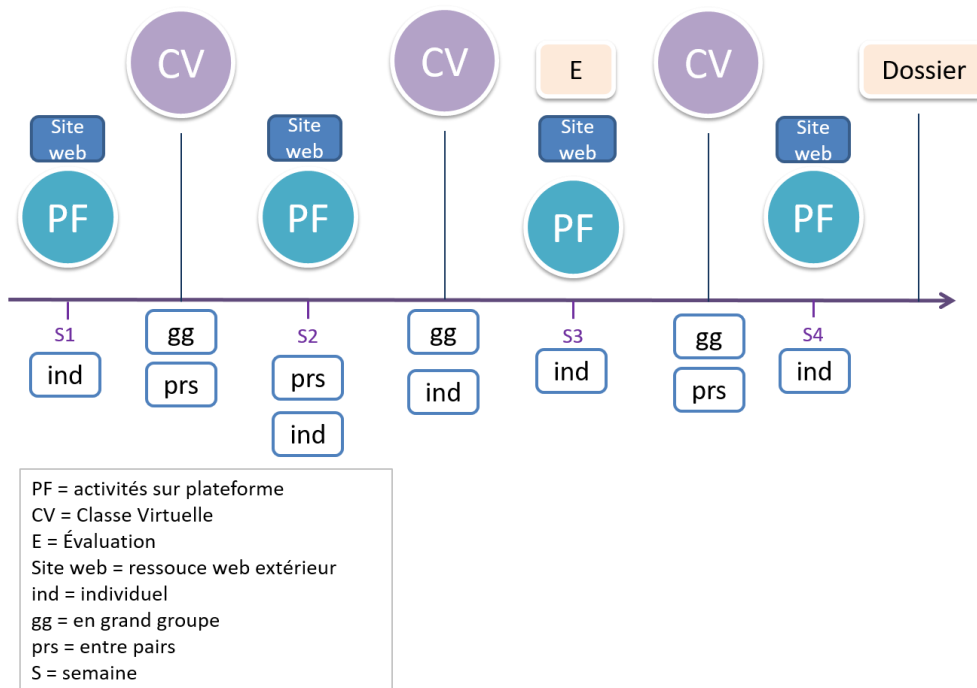 CV
CV
E
CV
Dossier
Site
web
Site
web
Site
web
Site
web
PF
PF
PF
PF
S1
gg
S2
gg
S3
gg
S4
ind
prs
prs
ind
ind
prs
ind
ind
PF = activités sur plateforme
CV = Classe Virtuelle
E = Évaluation
Site web = ressouce web extérieur
ind = individuel
gg = en grand groupe
prs = entre pairs
S = semaine